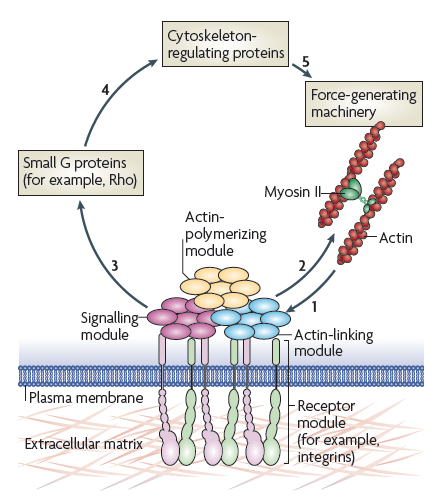 Cytoskeleton-
regulating proteins
5
4
Force-generating
machinery
Small G proteins
(for example, Rho)
Myosin II
Actin-
polymerizing
module
Actin
3
2
1
Signalling
module
Actin-linking
module
Plasma membrane
Receptor
module
(for example,
integrins)
Extracellular matrix